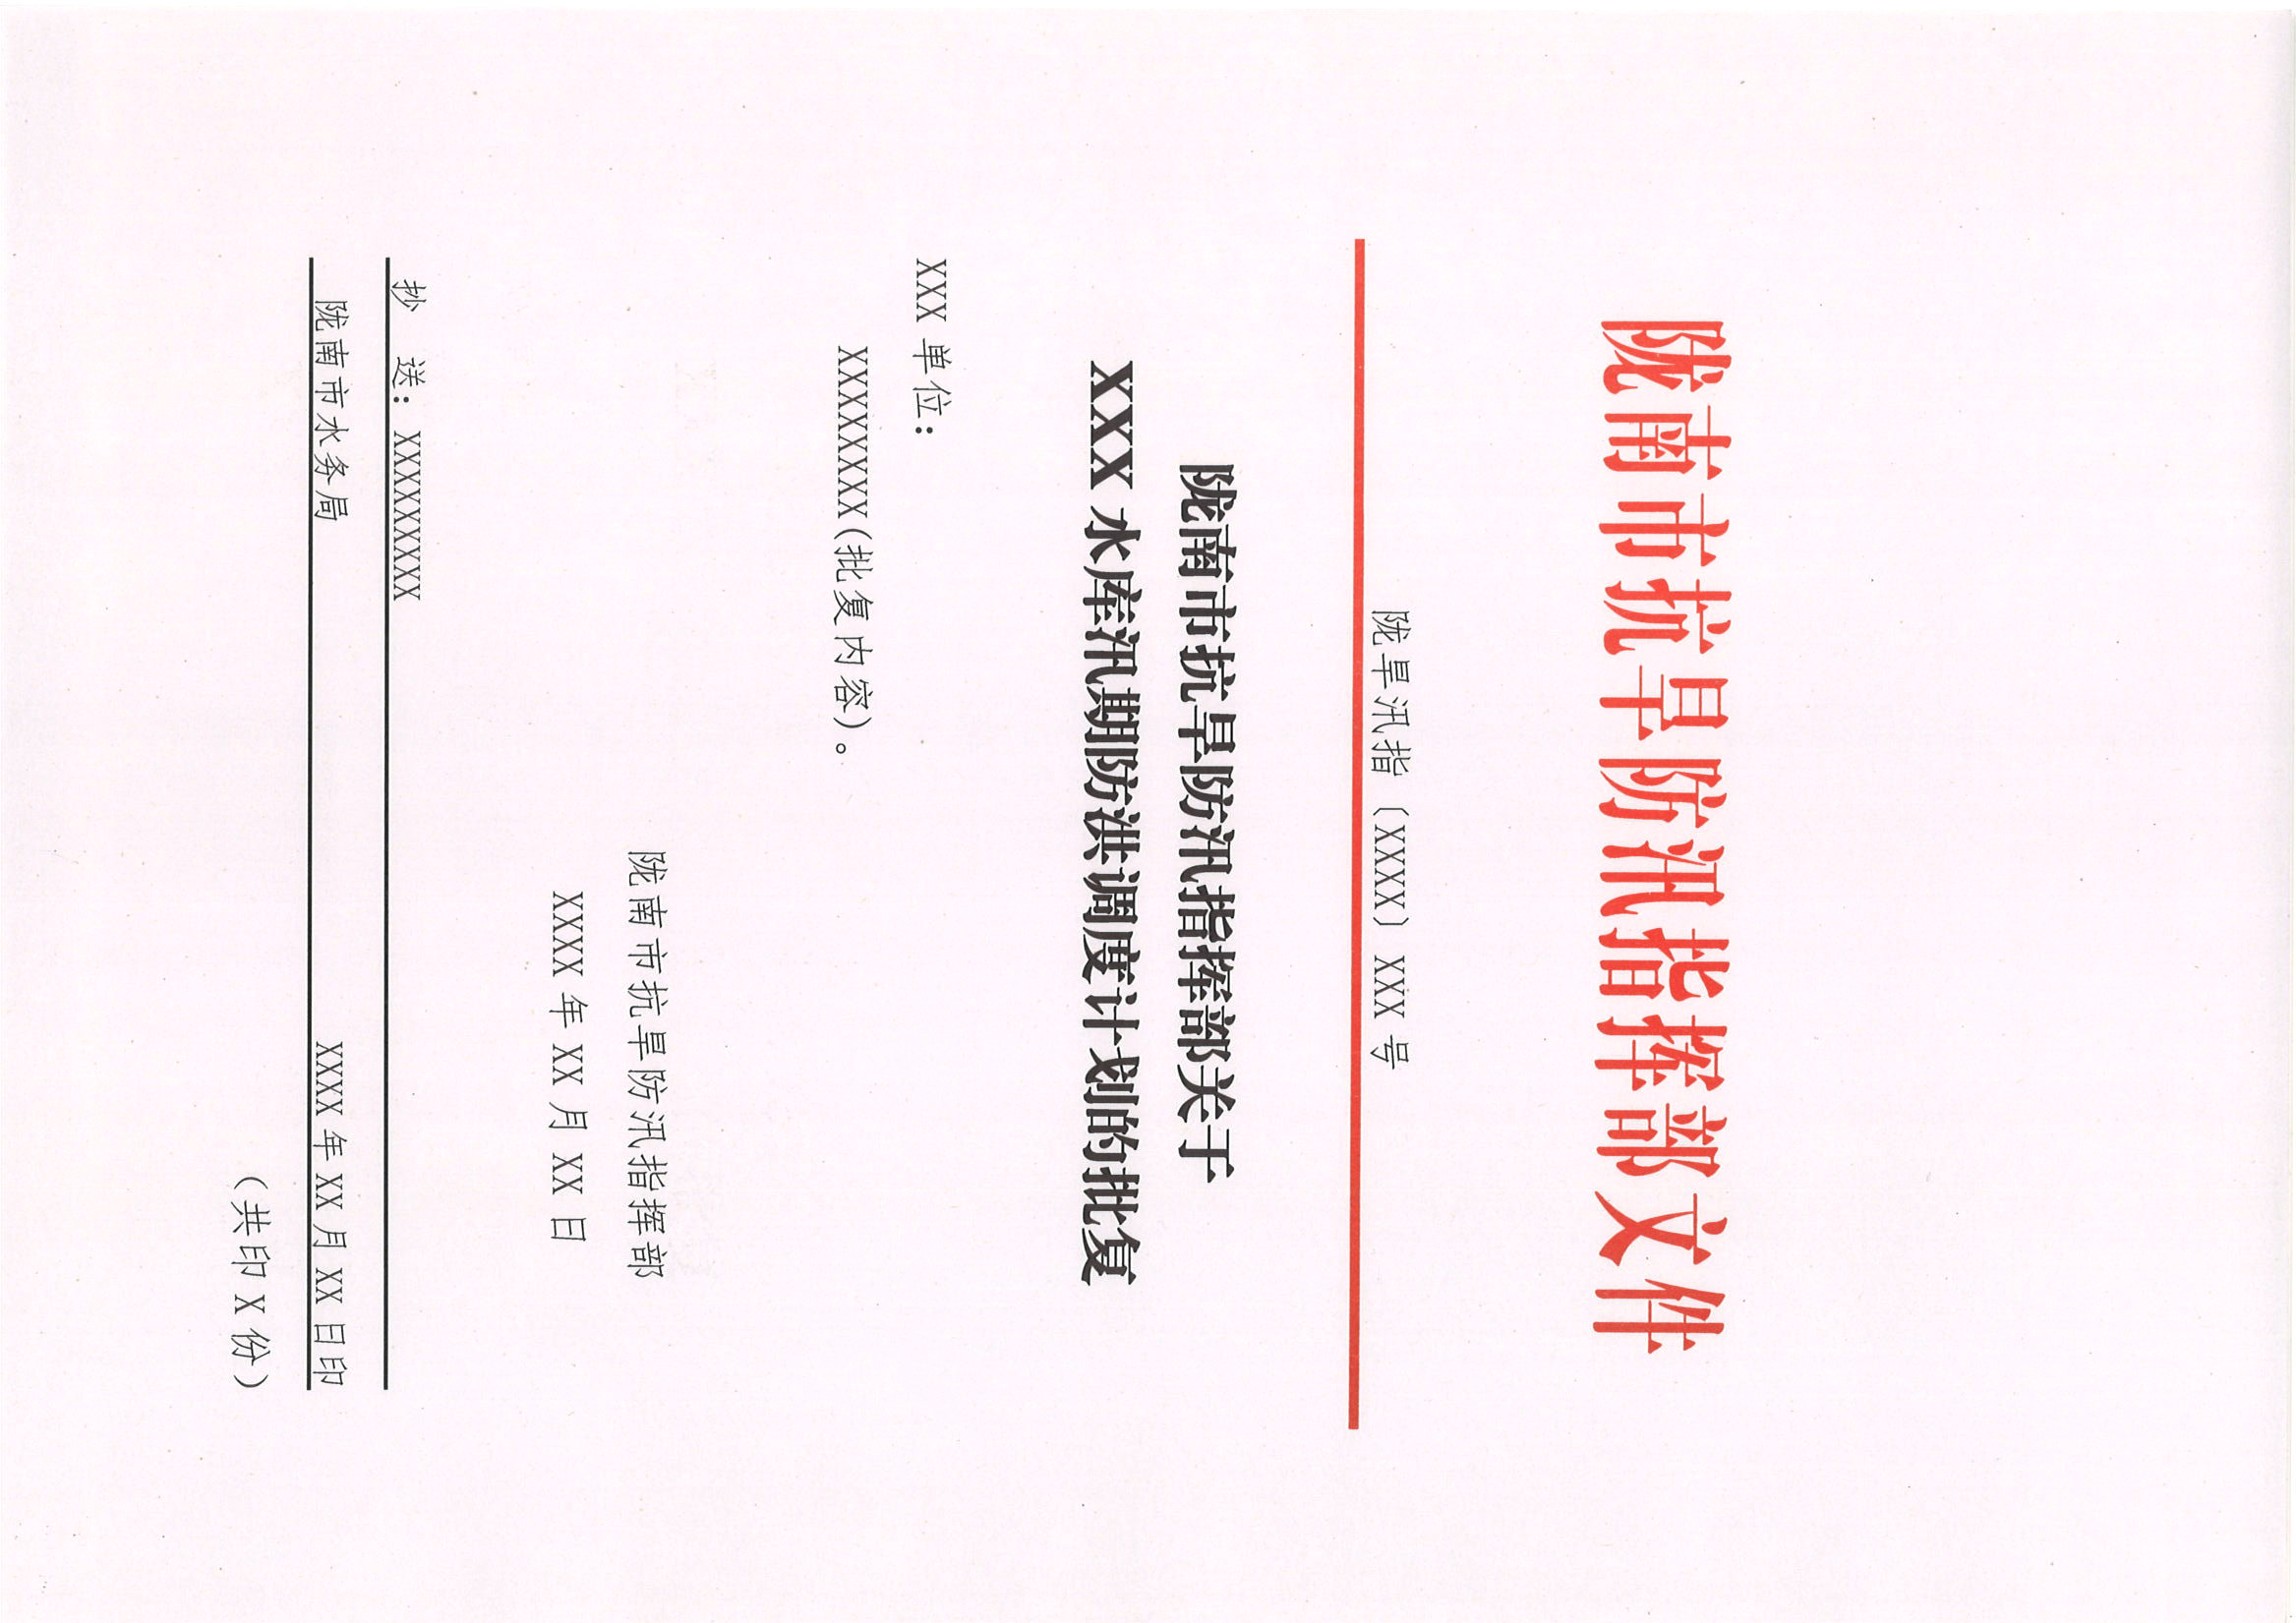 陇南市抗旱防汛指挥部文件
陇旱汛指〔XXXX〕XXX 号
陇南市抗旱防汛指挥部关于
XXX 水库汛期防洪调度计划的批复
XXX 单位：
XXXXXXXX(批复内容)。
陇南市抗旱防汛指挥部
XXXX 年 XX 月 XX 日
抄　送：XXXXXXXXX
陇南市水务局　XXXX 年 XX 月 XX 日印
（共印 X 份）